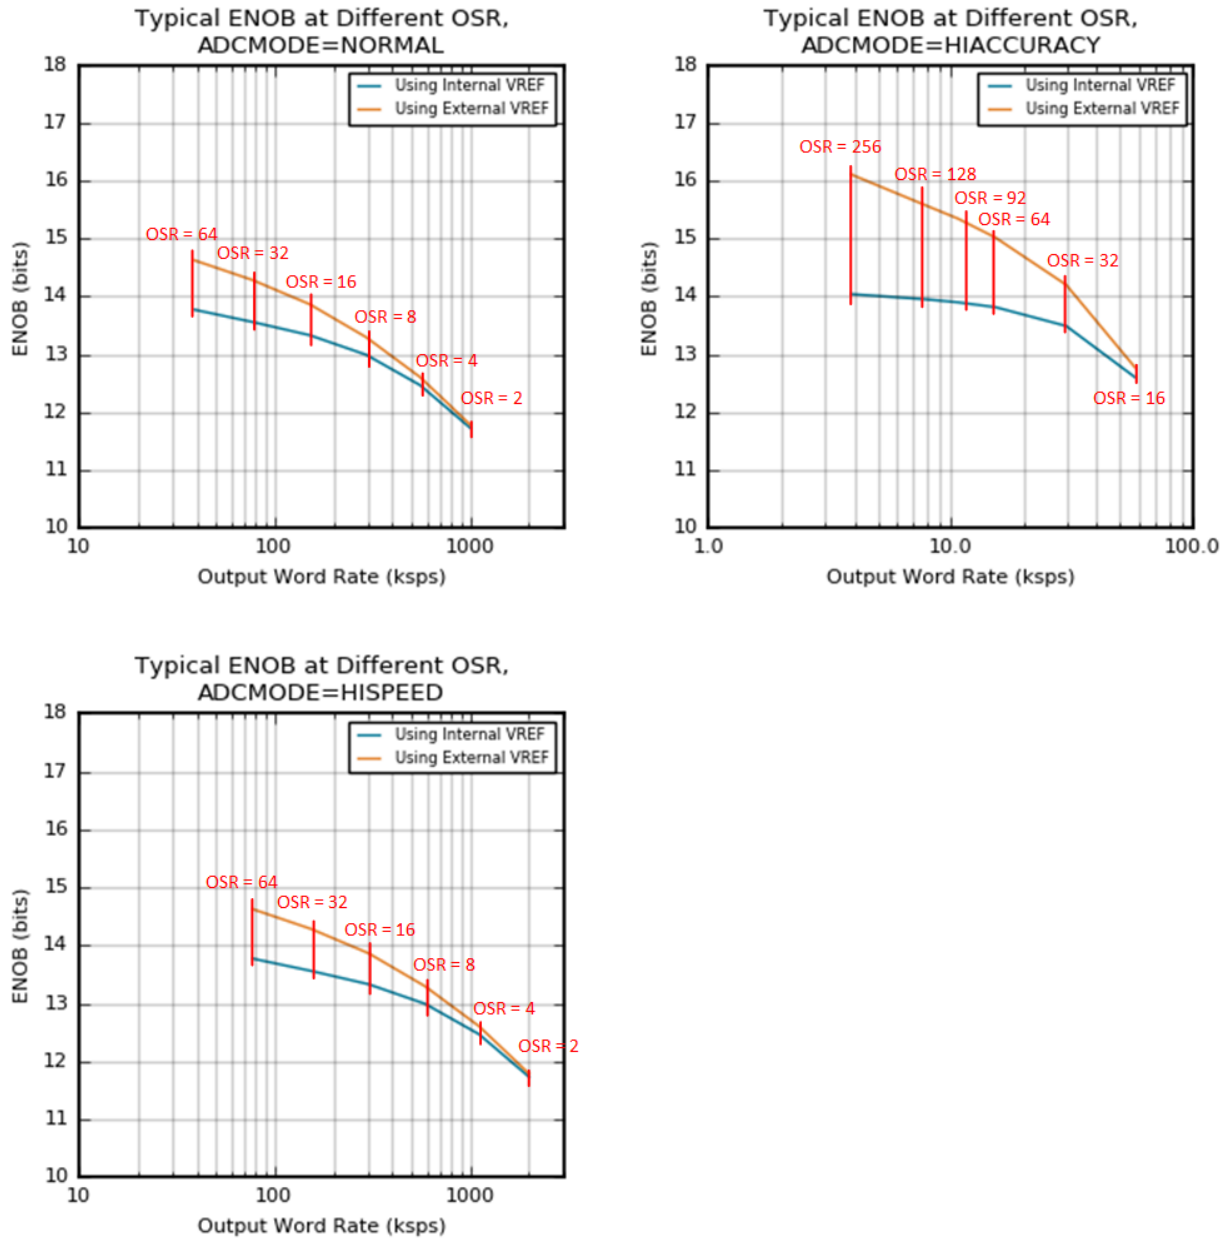 Typical ENOB at Different OSR,
ADCMODE=NORMAL
18
17
16
15
14
13
12
11
10
ENOB (bits)
Using Internal VREF
Using External VREF
OSR = 64
OSR = 32
OSR = 16
OSR = 8
OSR = 4
OSR = 2
10
100
1000
Output Word Rate (ksps)
Typical ENOB at Different OSR,
ADCMODE=HIACCURACY
18
17
16
15
14
13
12
11
10
ENOB (bits)
Using Internal VREF
Using External VREF
OSR = 256
OSR = 128
OSR = 92
OSR = 64
OSR = 32
OSR = 16
1.0
10.0
100.0
Output Word Rate (ksps)
Typical ENOB at Different OSR,
ADCMODE=HISPEED
18
17
16
15
14
13
12
11
10
ENOB (bits)
Using Internal VREF
Using External VREF
OSR = 64
OSR = 32
OSR = 16
OSR = 8
OSR = 4
OSR = 2
10
100
1000
Output Word Rate (ksps)